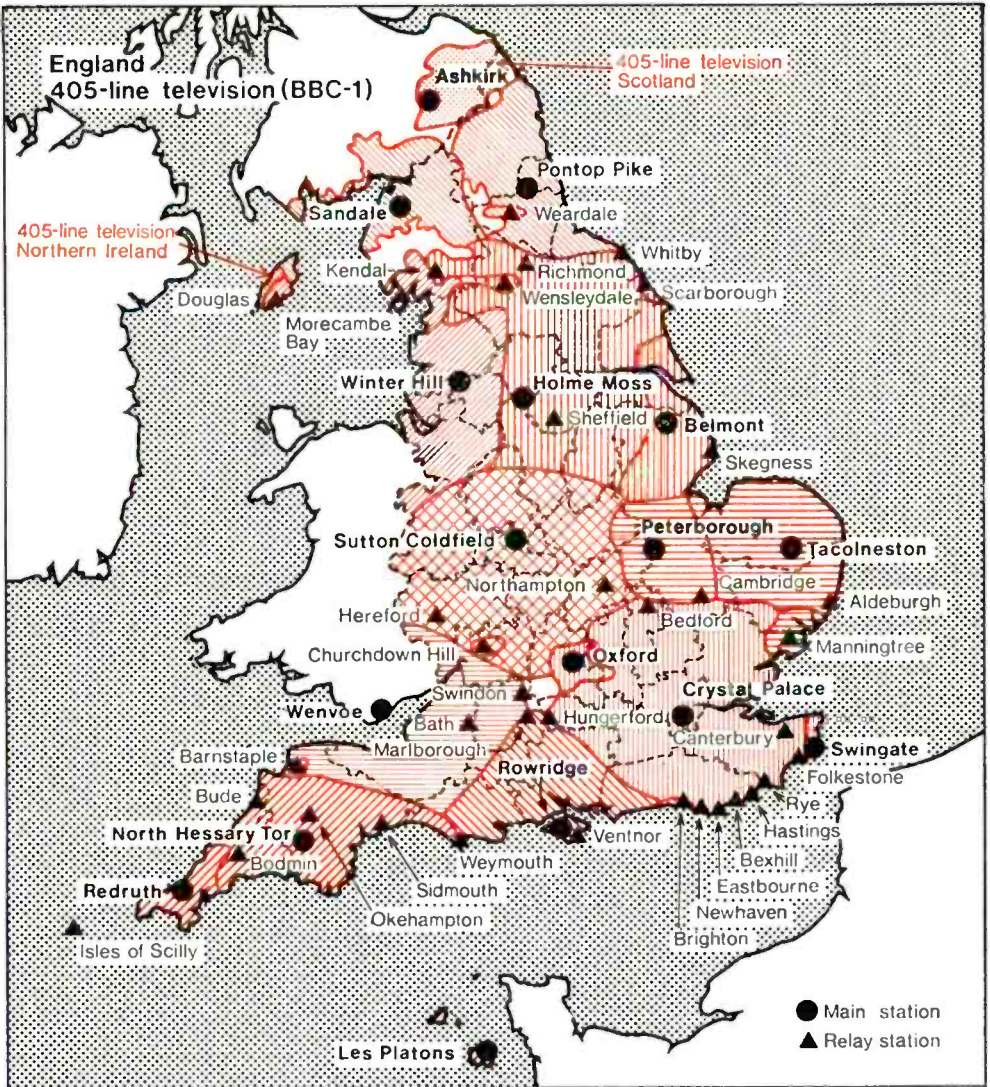 England
405-line television (BBC-1)
405-line television
Scotland
Ashkirk
Pontop Pike
Sandale
Weardale
405-line television
Northern Ireland
Whitby
Kendal
Richmond
Douglas
Wensleydale
Scarborough
Morecambe
Bay
Winter Hill
Holme Moss
Sheffield
Belmont
Skegness
Sutton Coldfield
Peterborough
Tacolneston
Northampton
Cambridge
Hereford
Bedford
Aldeburgh
Churchdown Hill
Oxford
Manningtree
Swindon
Crystal Palace
Wenvoe
Bath
Hungerford
Canterbury
Marlborough
Swingate
Barnstaple
Rowridge
Folkestone
Bude
Rye
North Hessary Tor
Ventnor
Hastings
Bodmin
Weymouth
Bexhill
Redruth
Sidmouth
Eastbourne
Okehampton
Newhaven
Brighton
Isles of Scilly
Main station
Relay station
Les Platons